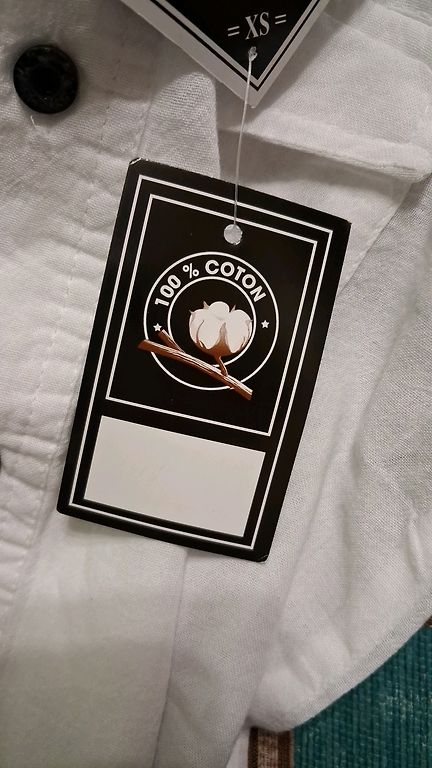 = XS =
100 % COTON